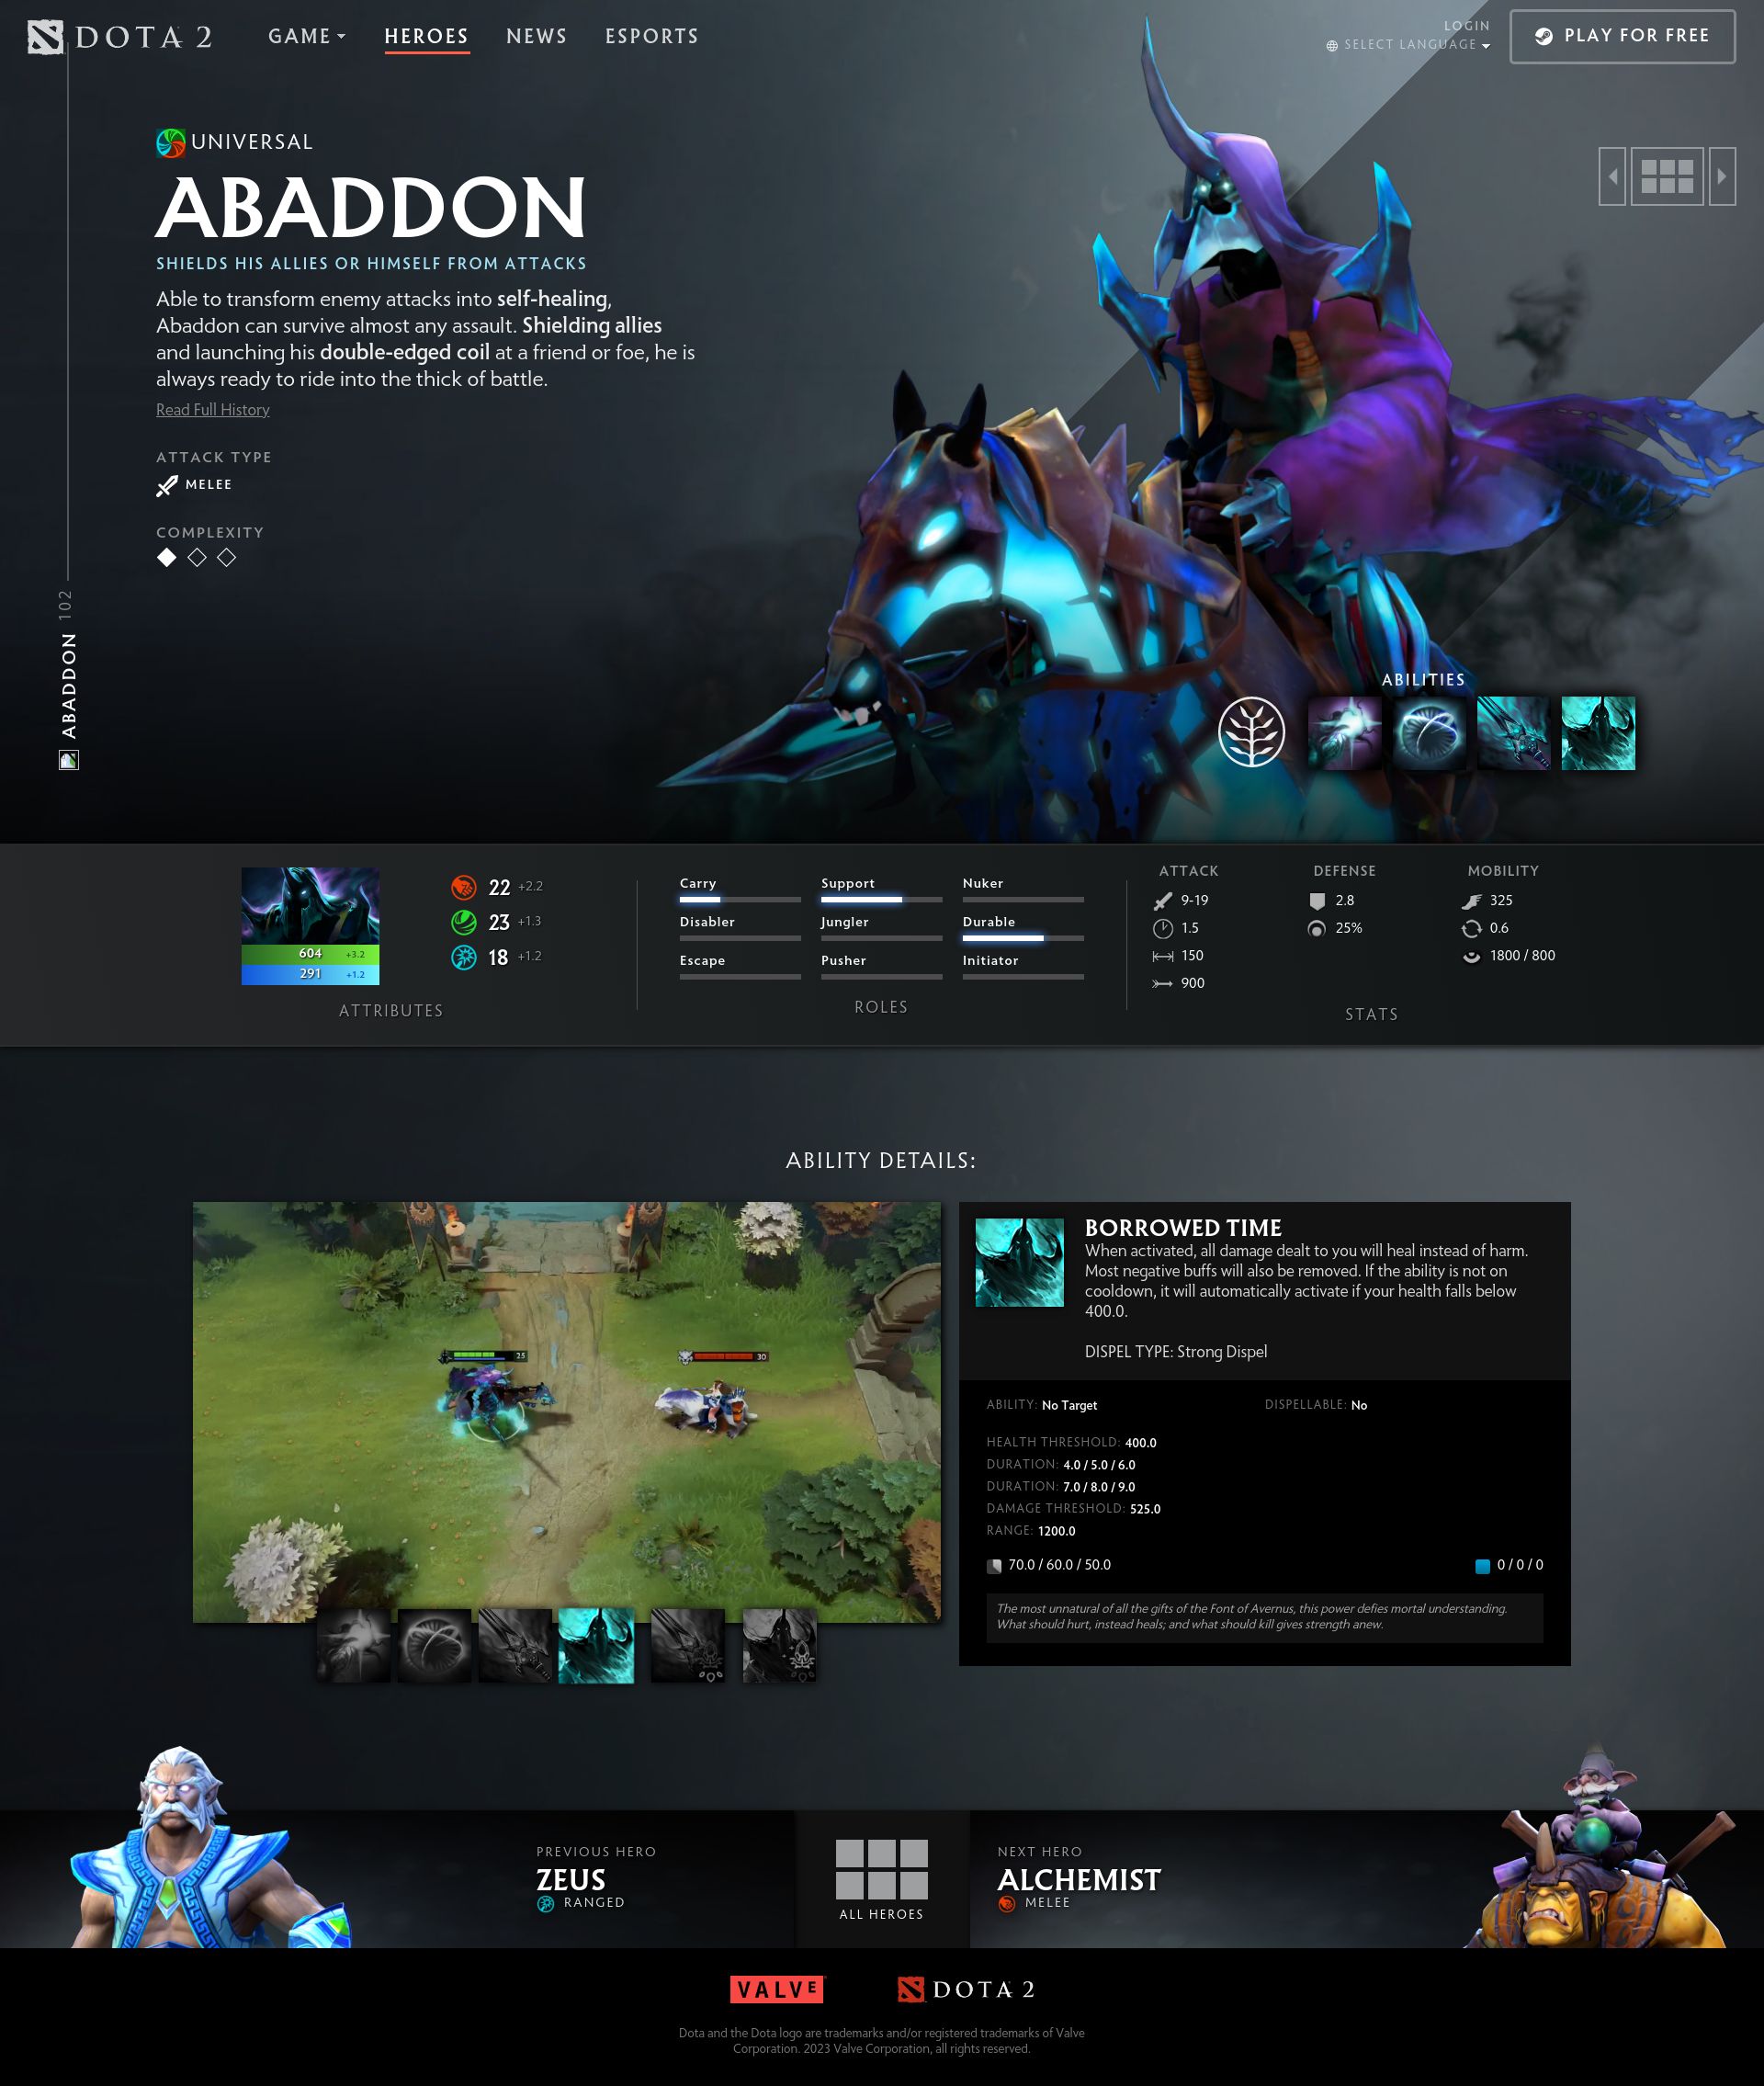 DOTA 2
GAME
HEROES
NEWS
ESPORTS
LOGIN
SELECT LANGUAGE
PLAY FOR FREE
UNIVERSAL
ABADDON
SHIELDS HIS ALLIES OR HIMSELF FROM ATTACKS
Able to transform enemy attacks into self-healing,
Abaddon can survive almost any assault. Shielding allies
and launching his double-edged coil at a friend or foe, he is
always ready to ride into the thick of battle.
Read Full History
ATTACK TYPE
MELEE
COMPLEXITY
ABADDON 102
ABILITIES
604 +3.2
291 +1.2
22 +2.2
23 +1.3
18 +1.2
ATTRIBUTES
Carry
Support
Nuker
Disabler
Jungler
Durable
Escape
Pusher
Initiator
ROLES
ATTACK
9-19
1.5
150
900
DEFENSE
2.8
25%
MOBILITY
325
0.6
1800 / 800
STATS
ABILITY DETAILS:
25
30
BORROWED TIME
When activated, all damage dealt to you will heal instead of harm.
Most negative buffs will also be removed. If the ability is not on
cooldown, it will automatically activate if your health falls below
400.0.
DISPEL TYPE: Strong Dispel
ABILITY: No Target
DISPELLABLE: No
HEALTH THRESHOLD: 400.0
DURATION: 4.0 / 5.0 / 6.0
DURATION: 7.0 / 8.0 / 9.0
DAMAGE THRESHOLD: 525.0
RANGE: 1200.0
70.0 / 60.0 / 50.0
0 / 0 / 0
The most unnatural of all the gifts of the Font of Avernus, this power defies mortal understanding.
What should hurt, instead heals; and what should kill gives strength anew.
PREVIOUS HERO
ZEUS
RANGED
ALL HEROES
NEXT HERO
ALCHEMIST
MELEE
VALVE
DOTA 2
Dota and the Dota logo are trademarks and/or registered trademarks of Valve
Corporation. 2023 Valve Corporation, all rights reserved.